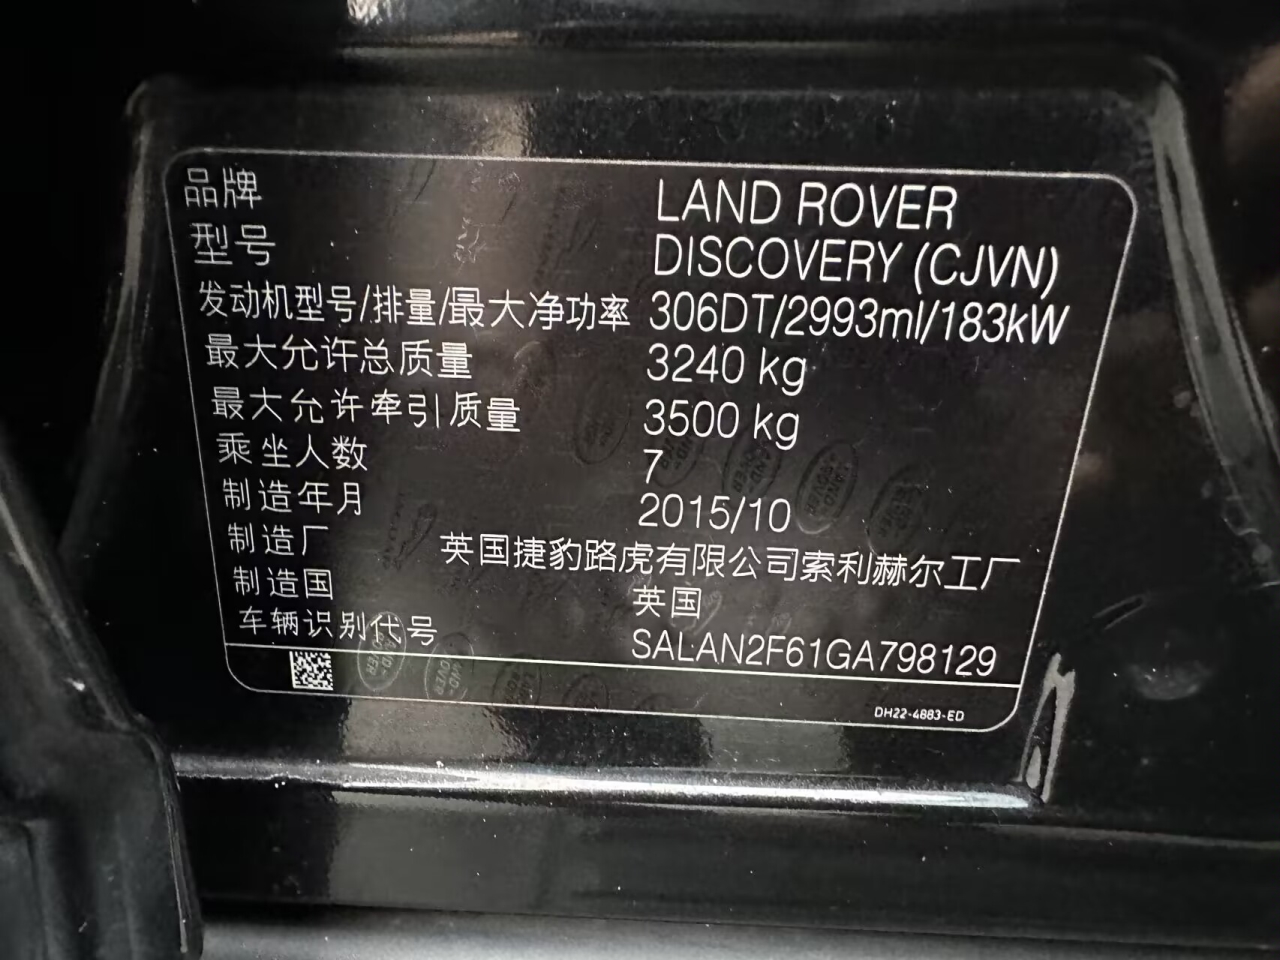 品牌 LAND ROVER
型号 DISCOVERY (CJVN)
发动机型号/排量/最大净功率 306DT/2993ml/183kW
最大允许总质量 3240 kg
最大允许牵引质量 3500 kg
乘坐人数 7
制造年月 2015/10
制造厂 英国捷豹路虎有限公司索利赫尔工厂
制造国 英国
车辆识别代号 SALAN2F61GA798129
DH22-4883-ED